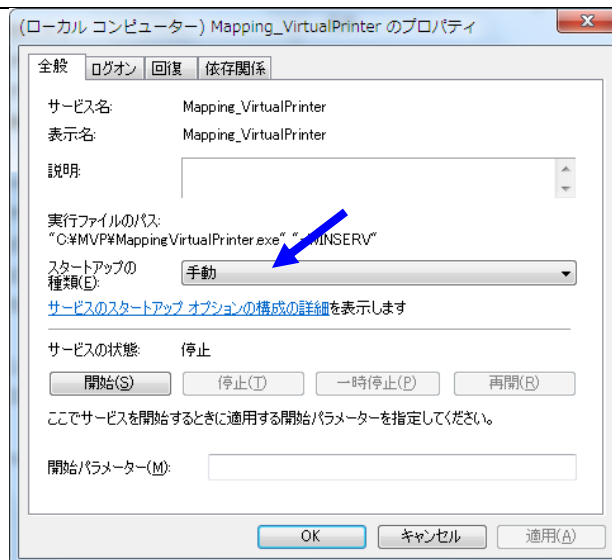 (ローカル コンピューター) Mapping_VirtualPrinter のプロパティ
全般 ログオン 回復 依存関係
サービス名: Mapping_VirtualPrinter
表示名: Mapping_VirtualPrinter
説明:
実行ファイルのパス:
"C:¥MVP¥MappingVirtualPrinter.exe" "-WINSERV"
スタートアップの
種類(E): 手動
サービスのスタートアップ オプションの構成の詳細を表示します
サービスの状態: 停止
開始(S) 停止(T) 一時停止(P) 再開(R)
ここでサービスを開始するときに適用する開始パラメーターを指定してください。
開始パラメーター(M):
OK キャンセル 適用(A)